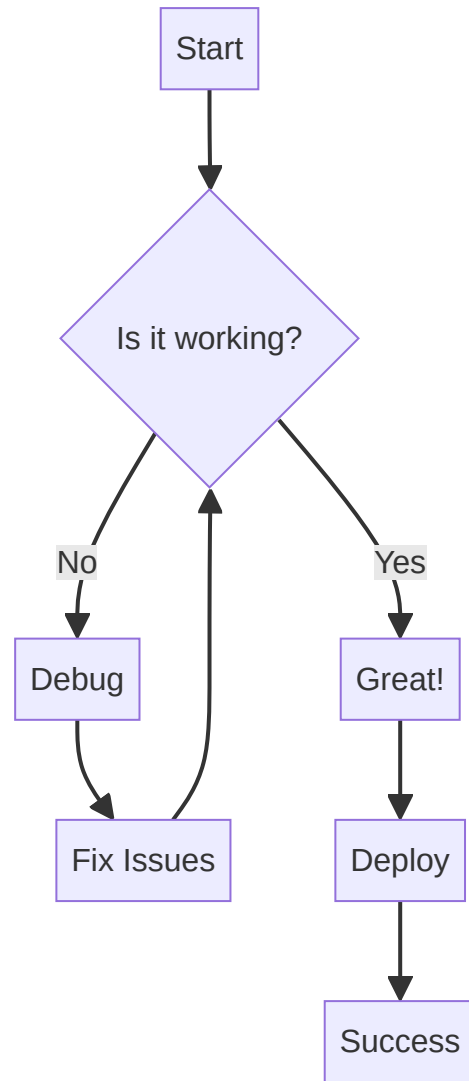 Start
Is it working?
No
Yes
Debug
Great!
Fix Issues
Deploy
Success